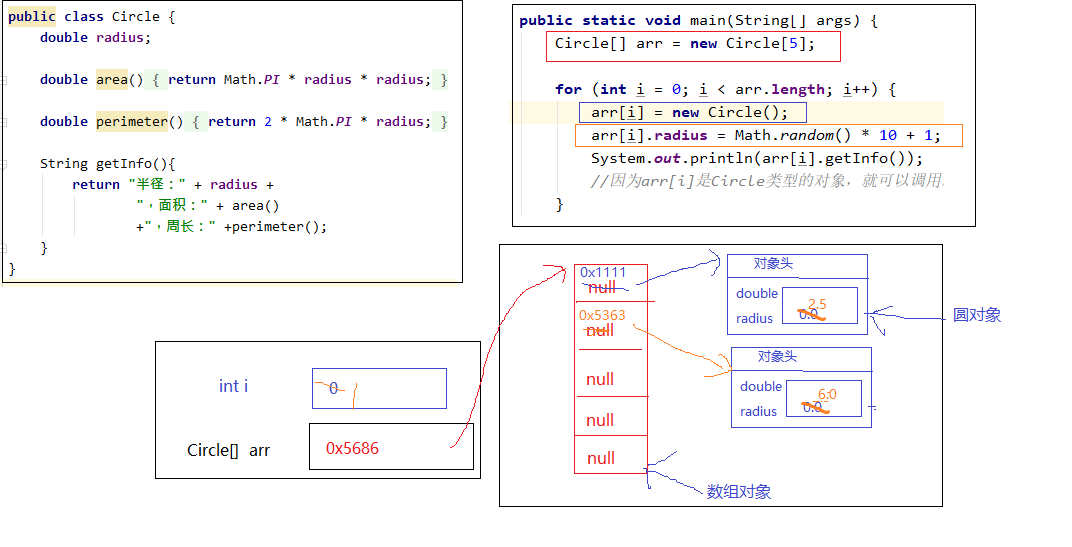 public class Circle {
double radius;
double area() { return Math.PI * radius * radius; }
double perimeter() { return 2 * Math.PI * radius; }
String getInfo(){
return "半径：" + radius +
"，面积：" + area()
+"，周长：" +perimeter();
}
}
public static void main(String[] args) {
Circle[] arr = new Circle[5];
for (int i = 0; i < arr.length; i++) {
arr[i] = new Circle();
arr[i].radius = Math.random() * 10 + 1;
System.out.println(arr[i].getInfo());
//因为arr[i]是Circle类型的对象，就可以调用
}
int i
0
Circle[] arr
0x5686
0x1111
null
0x5363
null
null
null
null
数组对象
对象头
double
radius
2.5
0.0
圆对象
对象头
double
radius
6.0
0.0